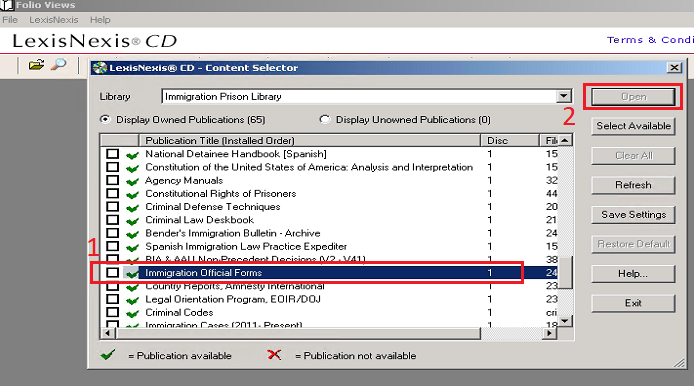 Folio Views
File LexisNexis Help
LexisNexis® CD
Terms & Condi
LexisNexis® CD - Content Selector
Library Immigration Prison Library
Open
2
Display Owned Publications (65) Display Unowned Publications (0)
Select Available
Publication Title (Installed Order) Disc File
National Detainee Handbook [Spanish] 1 15
Clear All
Constitution of the United States of America: Analysis and Interpretation 1 15
Agency Manuals 1 32
Refresh
Constitutional Rights of Prisoners 1 44
Criminal Defense Techniques 1 20
Save Settings
Criminal Law Deskbook 1 21
Bender's Immigration Bulletin - Archive 1 24
Restore Default
1
Spanish Immigration Law Practice Expediter 1 15
BIA & AAU Non-Precedent Decisions (V2 - V41) 1 38
Immigration Official Forms 1 24
Help...
Country Reports, Amnesty International 1 23
Legal Orientation Program, EOIR/DOJ 1 23
Exit
Criminal Codes 1 cri
Immigration Cases (2011- Present) 1 18
= Publication available = Publication not available